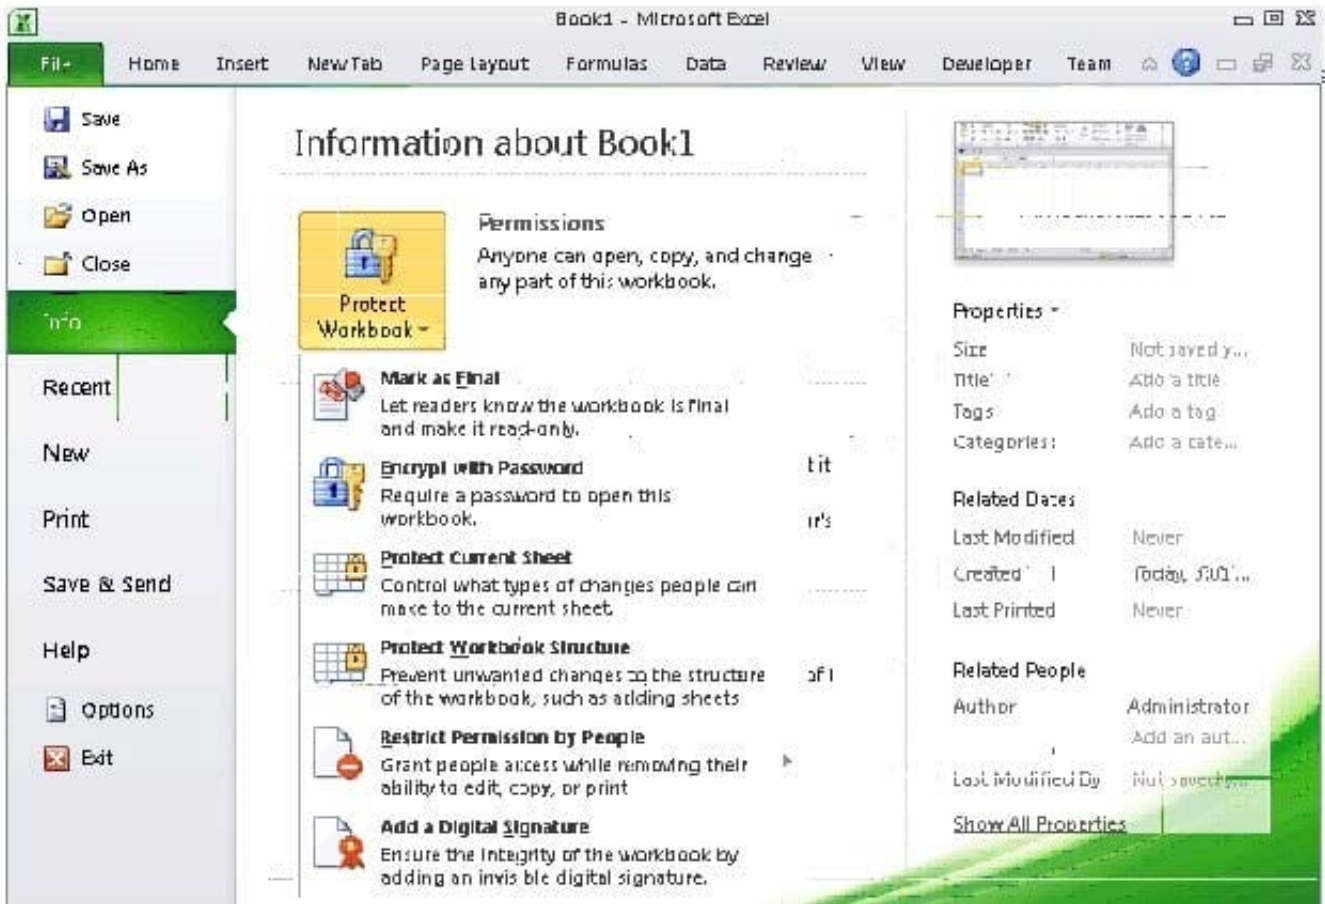 Book1 - Microsoft Excel
File Home Insert New Tab Page Layout Formulas Data Review View Developer Team
Save
Save As
Open
Close
Info
Recent
New
Print
Save & Send
Help
Options
Exit
Information about Book1
Protect
Workbook
Permissions
Anyone can open, copy, and change
any part of this workbook.
Mark as Final
Let readers know the workbook is final
and make it read-only.
Encrypt with Password
Require a password to open this
workbook.
Protect Current Sheet
Control what types of changes people can
make to the current sheet.
Protect Workbook Structure
Prevent unwanted changes to the structure
of the workbook, such as adding sheets
Restrict Permission by People
Grant people access while removing their
ability to edit, copy, or print
Add a Digital Signature
Ensure the integrity of the workbook by
adding an invisible digital signature.
t it
ur's
of i
Properties
Size Not saved y...
Title Add a title
Tags Add a tag
Categories Add a cate...
Related Dates
Last Modified Never
Created Today,
Last Printed Never
Related People
Author Administrator
Add an aut...
Last Modified By Not saved y...
Show All Properties